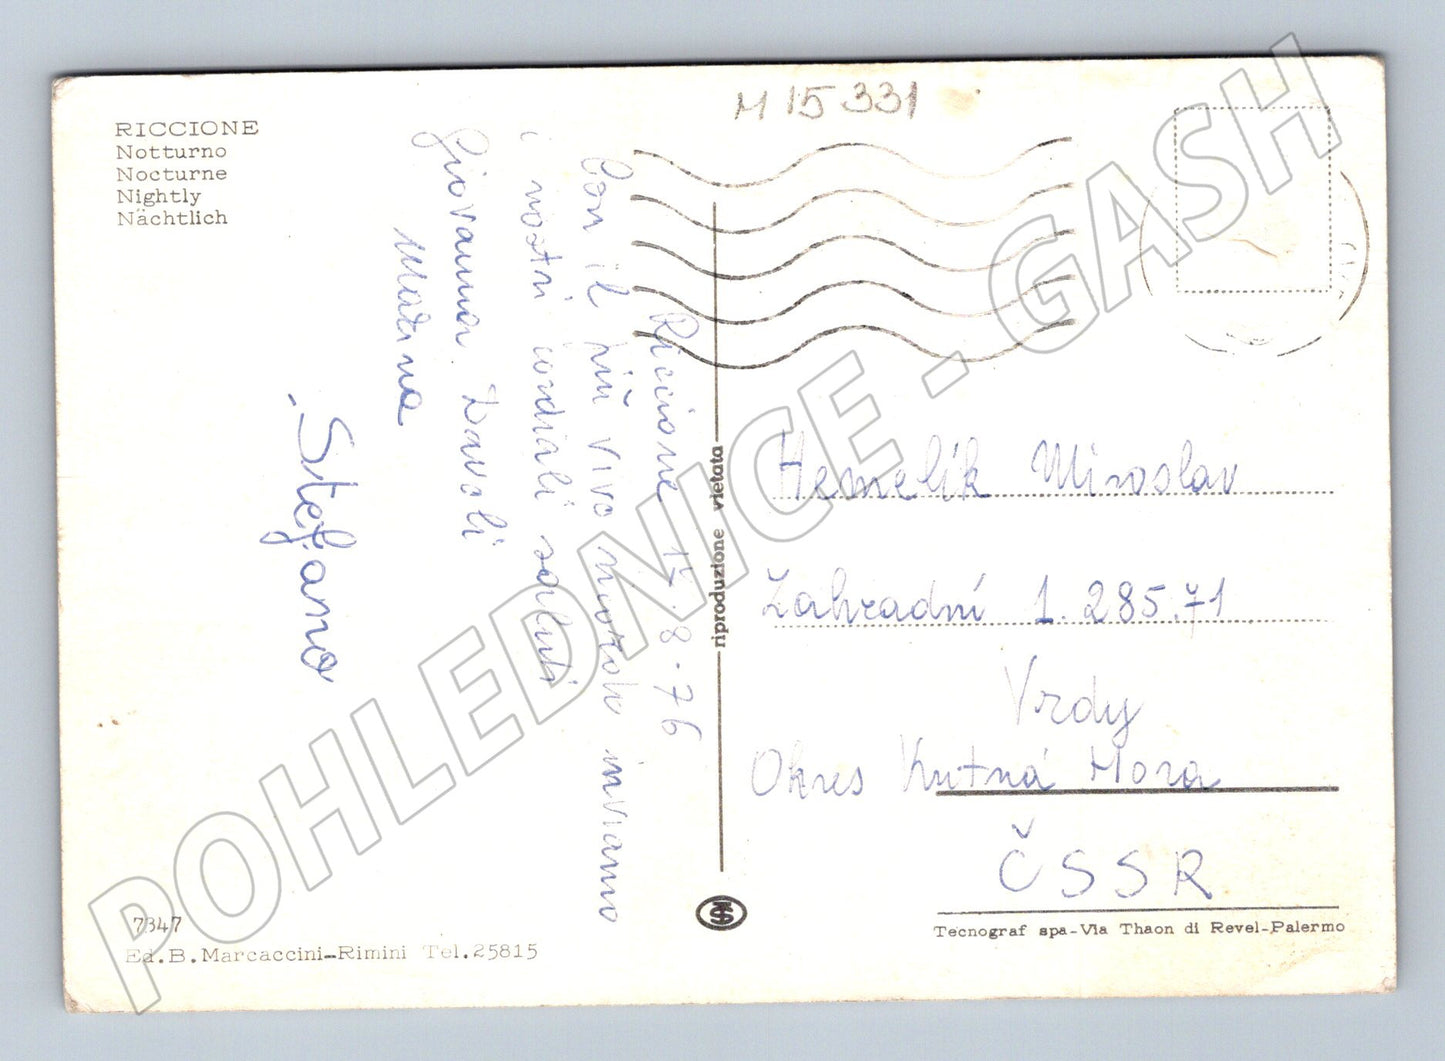 RICCIONE
Notturno
Nocturne
Nightly
Nächtlich
M 15 331
Riccione 15.8-76
Con il più vivo ricordo inviamo
i nostri cordiali saluti
Giovanna Davoli
Marina
Stefano
riproduzione vietata
Hemelík Miroslav
Zahradní 1. 285.71
Vrdy
Okres Kutná Hora
ČSSR
7347
Ed.B.Marcaccini-Rimini Tel.25815
Tecnograf spa-Via Thaon di Revel-Palermo
POHLEDNICE - GASH